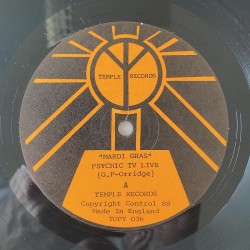 TEMPLE RECORDS
"MARDI GRAS"
PSYCHIC TV LIVE
(G.P-Orridge)
A
TEMPLE RECORDS
Copyright Control 88
Made In England
TOPY 036